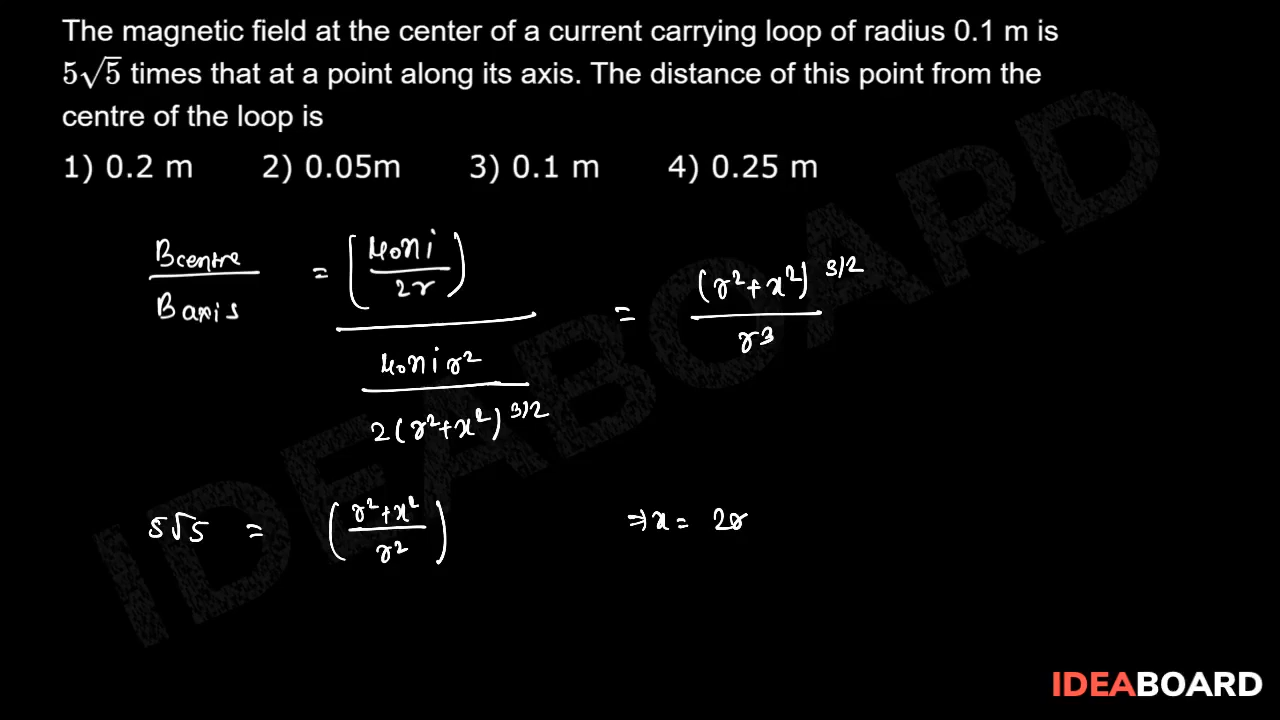 The magnetic field at the center of a current carrying loop of radius 0.1 m is
5√5 times that at a point along its axis. The distance of this point from the
centre of the loop is
1) 0.2 m 2) 0.05m 3) 0.1 m 4) 0.25 m
Bcentre / Baxis = (μ0ni / 2r) / (μ0nir² / 2(r²+x²)^3/2) = (r²+x²)^3/2 / r3
5√5 = (r²+x² / r²) ⇒ x = 2r
IDEABOARD
IDEABOARD